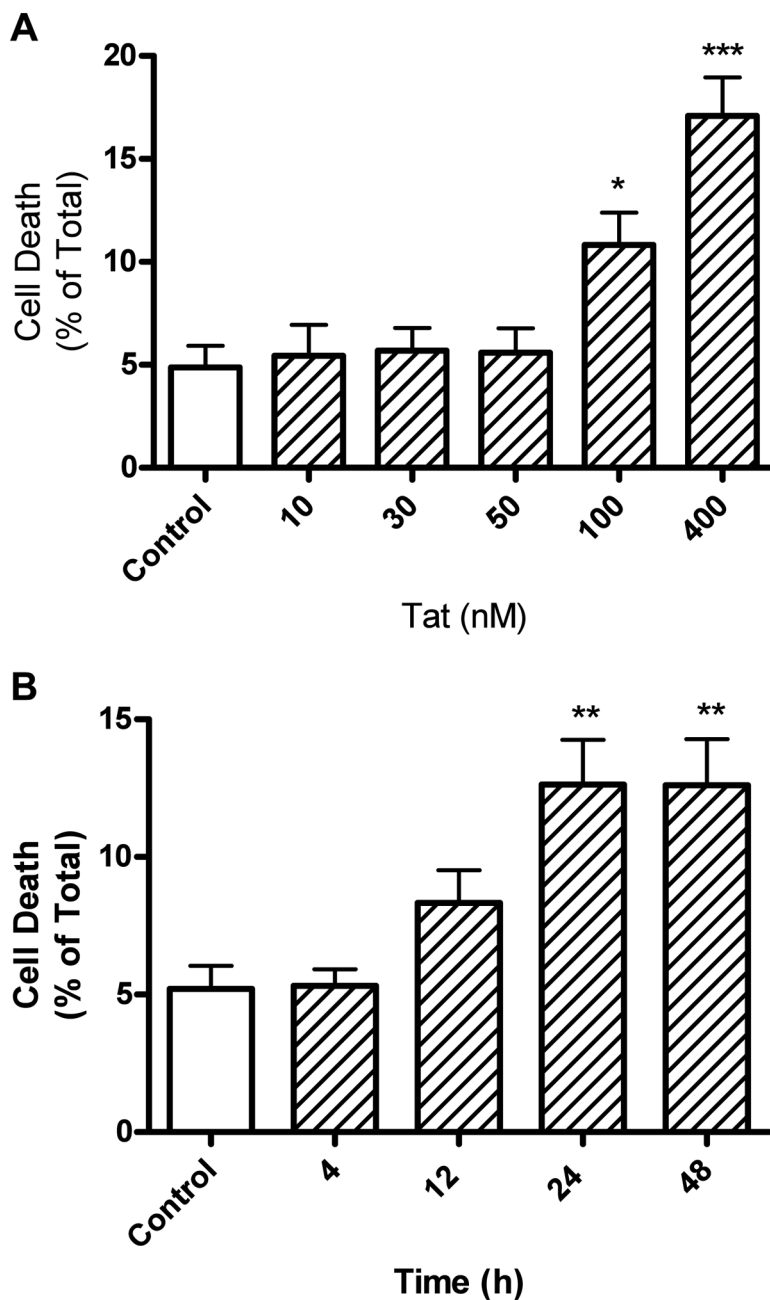 A
Cell Death
(% of Total)
20
15
10
5
0
*
***
Control
10
30
50
100
400
Tat (nM)
B
Cell Death
(% of Total)
15
10
5
0
**
**
Control
4
12
24
48
Time (h)